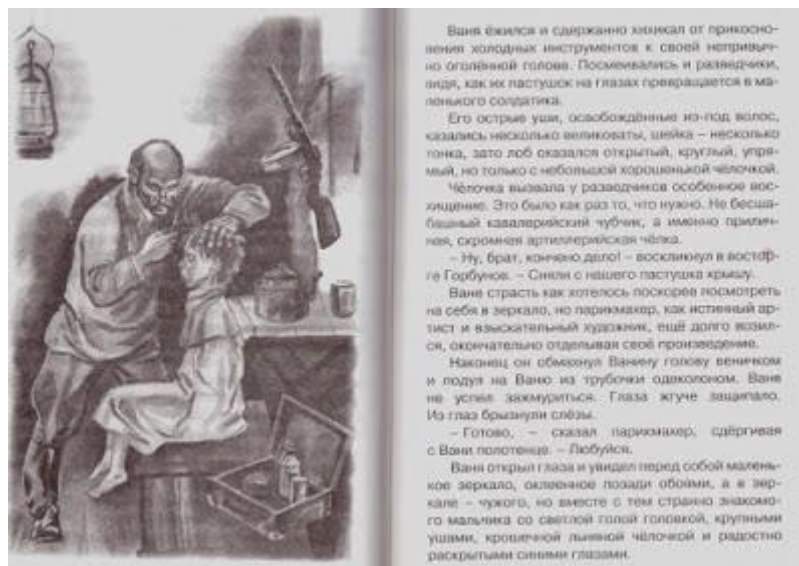 Ваня ёжился и сдержанно хихикал от прикосно-
вения холодных инструментов к своей непривыч-
но оголённой голове. Посмеивались и разведчики,
видя, как их пастушок на глазах превращается в ма-
ленького солдатика.
Его острые уши, освобождённые из-под волос,
казались несколько великоваты, шейка – несколько
тонка, зато лоб оказался открытый, круглый, упря-
мый, но только с небольшой хорошенькой чёлочкой.
Чёлочка вызвала у разведчиков особенное вос-
хищение. Это было как раз то, что нужно. Не бесша-
башный кавалерийский чубчик, а именно прилич-
ная, скромная артиллерийская чёлка.
– Ну, брат, кончено дело! – воскликнул в востор-
ге Горбунов. – Сняли с нашего пастушка крышу.
Ване страсть как хотелось поскорее посмотреть
на себя в зеркало, но парикмахер, как истинный ар-
тист и взыскательный художник, ещё долго возил-
ся, окончательно отделывая своё произведение.
Наконец он обмахнул Ванину голову веничком
и подул на Ваню из трубочки одеколоном. Ваня
не успел зажмуриться. Глаза жгуче защипало.
Из глаз брызнули слёзы.
– Готово, – сказал парикмахер, сдёргивая
с Вани полотенце. – Любуйся.
Ваня открыл глаза и увидел перед собой малень-
кое зеркало, оклеенное позади обоями, а в зер-
кале – чужого, но вместе с тем странно знакомо-
го мальчика со светлой голой головкой, крупными
ушами, крошечной льняной чёлочкой и радостно
раскрытыми синими глазами.